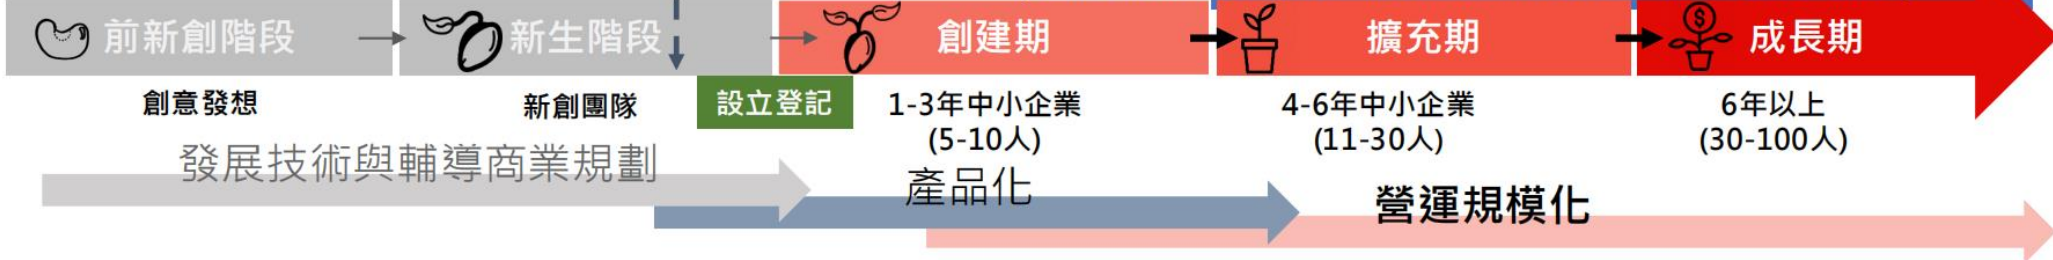 前新創階段
新生階段
創建期
擴充期
$
成長期
創意發想
新創團隊
設立登記
1-3年中小企業
(5-10人)
4-6年中小企業
(11-30人)
6年以上
(30-100人)
發展技術與輔導商業規劃
產品化
營運規模化